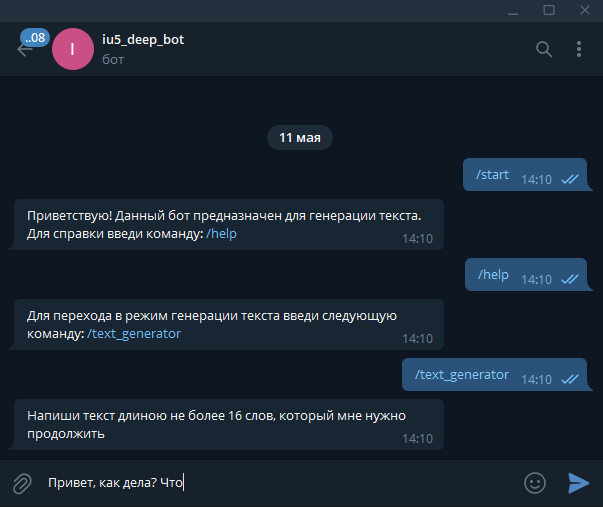 ..08
I
iu5_deep_bot
бот
11 мая
/start 14:10
Приветствую! Данный бот предназначен для генерации текста.
Для справки введи команду: /help
14:10
/help 14:10
Для перехода в режим генерации текста введи следующую
команду: /text_generator
14:10
/text_generator 14:10
Напиши текст длиною не более 16 слов, который мне нужно
продолжить
14:10
Привет, как дела? Что